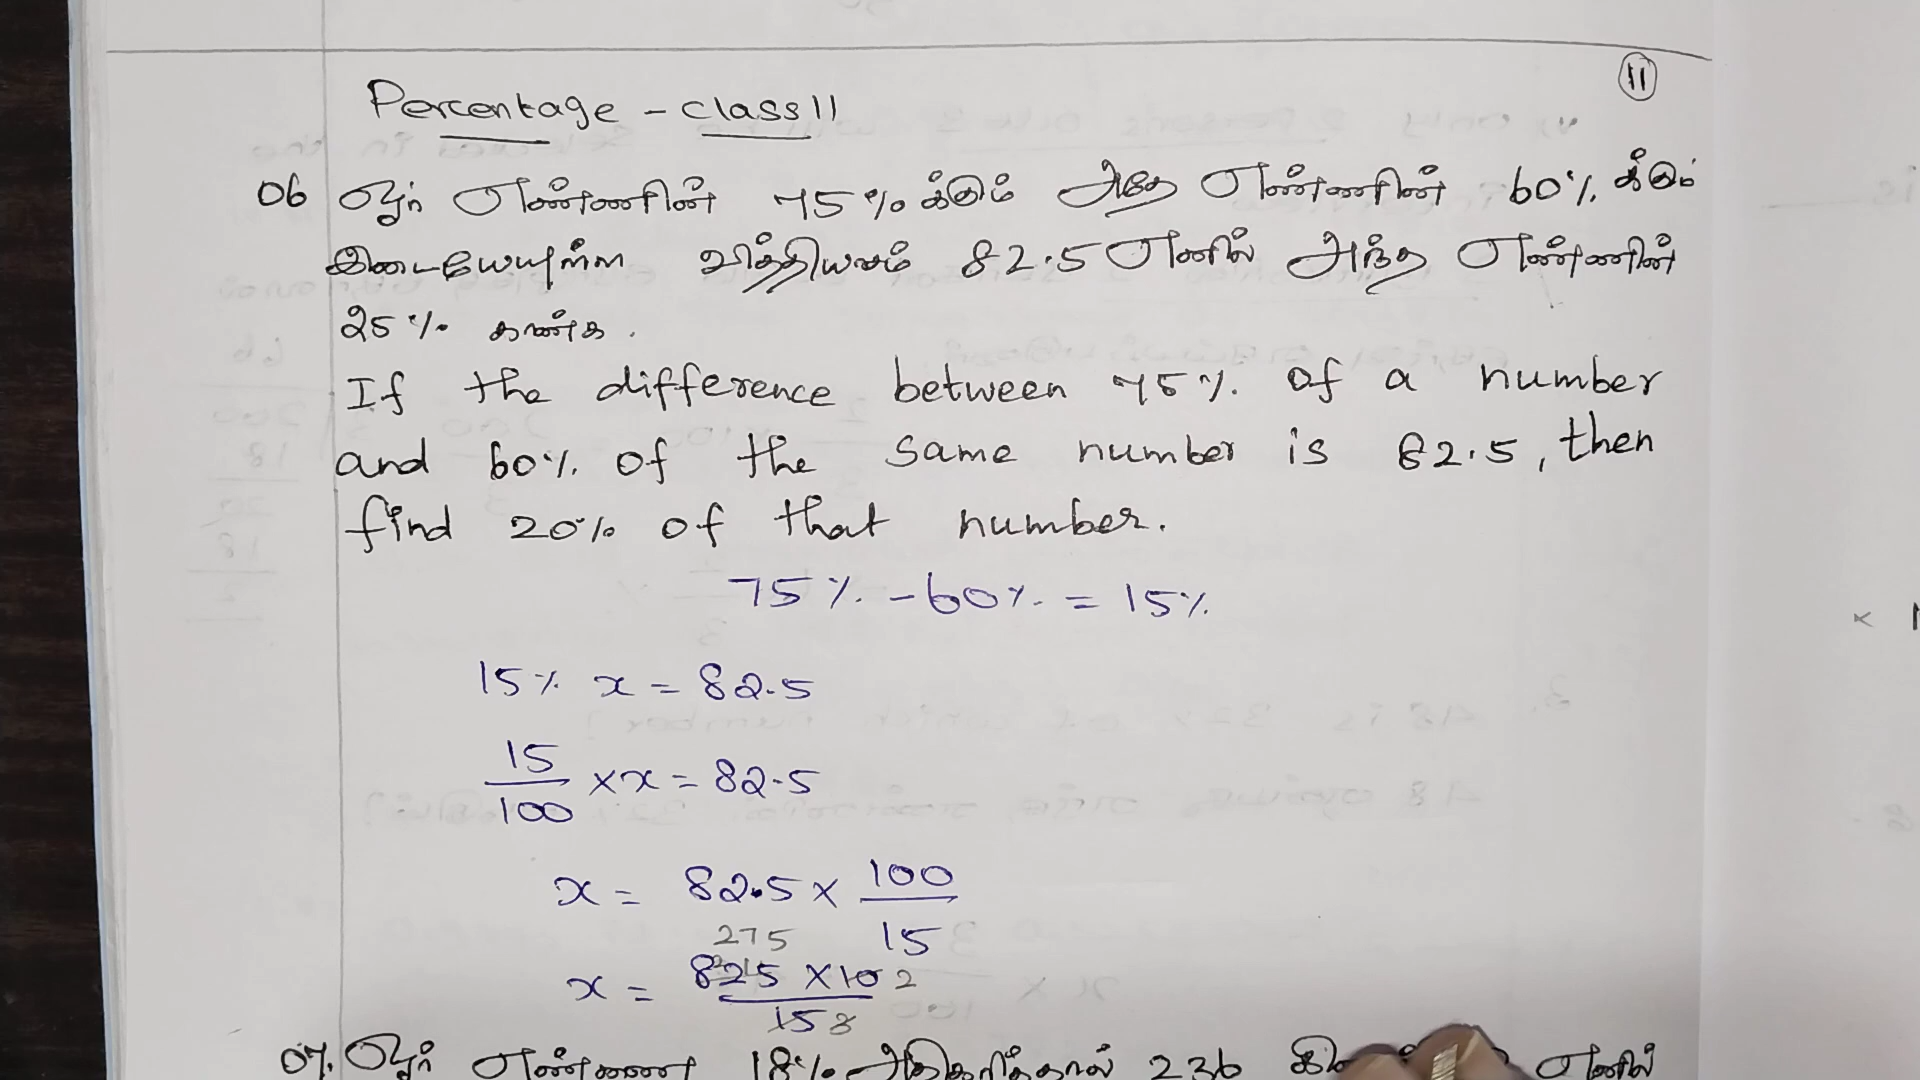 11
Percentage - class 11
06 ஓர் எண்ணின் 75% க்கும் அதே எண்ணின் 60% க்கும்
இடையேயுள்ள வித்தியாசம் 82.5 எனில் அந்த எண்ணின்
25% காண்க.
If the difference between 75% of a number
and 60% of the same number is 82.5, then
find 20% of that number.
75% - 60% = 15%
15% x = 82.5
15/100 × x = 82.5
x = 82.5 × 100/15
275
x = 825 × 10 2
15 3
07. ஓர் எண்ணை 18% அதிகரித்தால் 236 எனில்